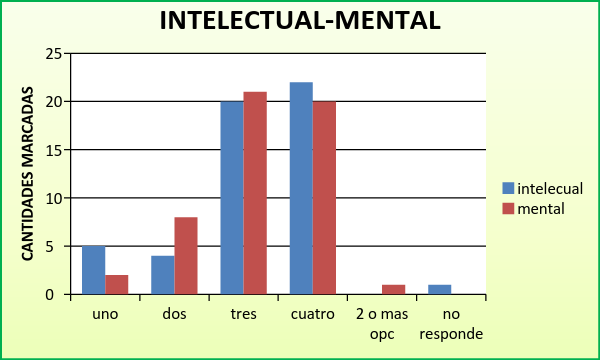 INTELECTUAL-MENTAL
CANTIDADES MARCADAS
25
20
15
10
5
0
uno
dos
tres
cuatro
2 o mas
opc
no
responde
intelecual
mental